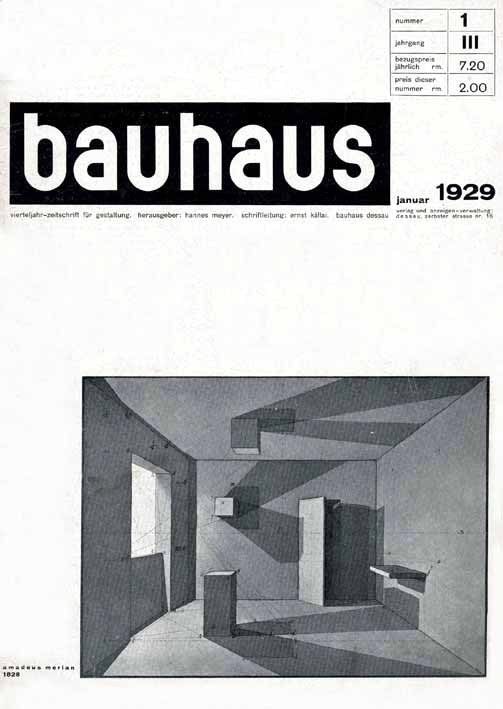 nummer 1
jahrgang III
bezugspreis
jährlich rm. 7.20
preis dieser
nummer rm. 2.00
bauhaus
januar 1929
vierteljahr-zeitschrift für gestaltung. herausgeber: hannes meyer. schriftleitung: ernst kállai. bauhaus dessau
verlag und anzeigen-verwaltung:
dessau, zerbster strasse nr. 16
amadeus merian
1828